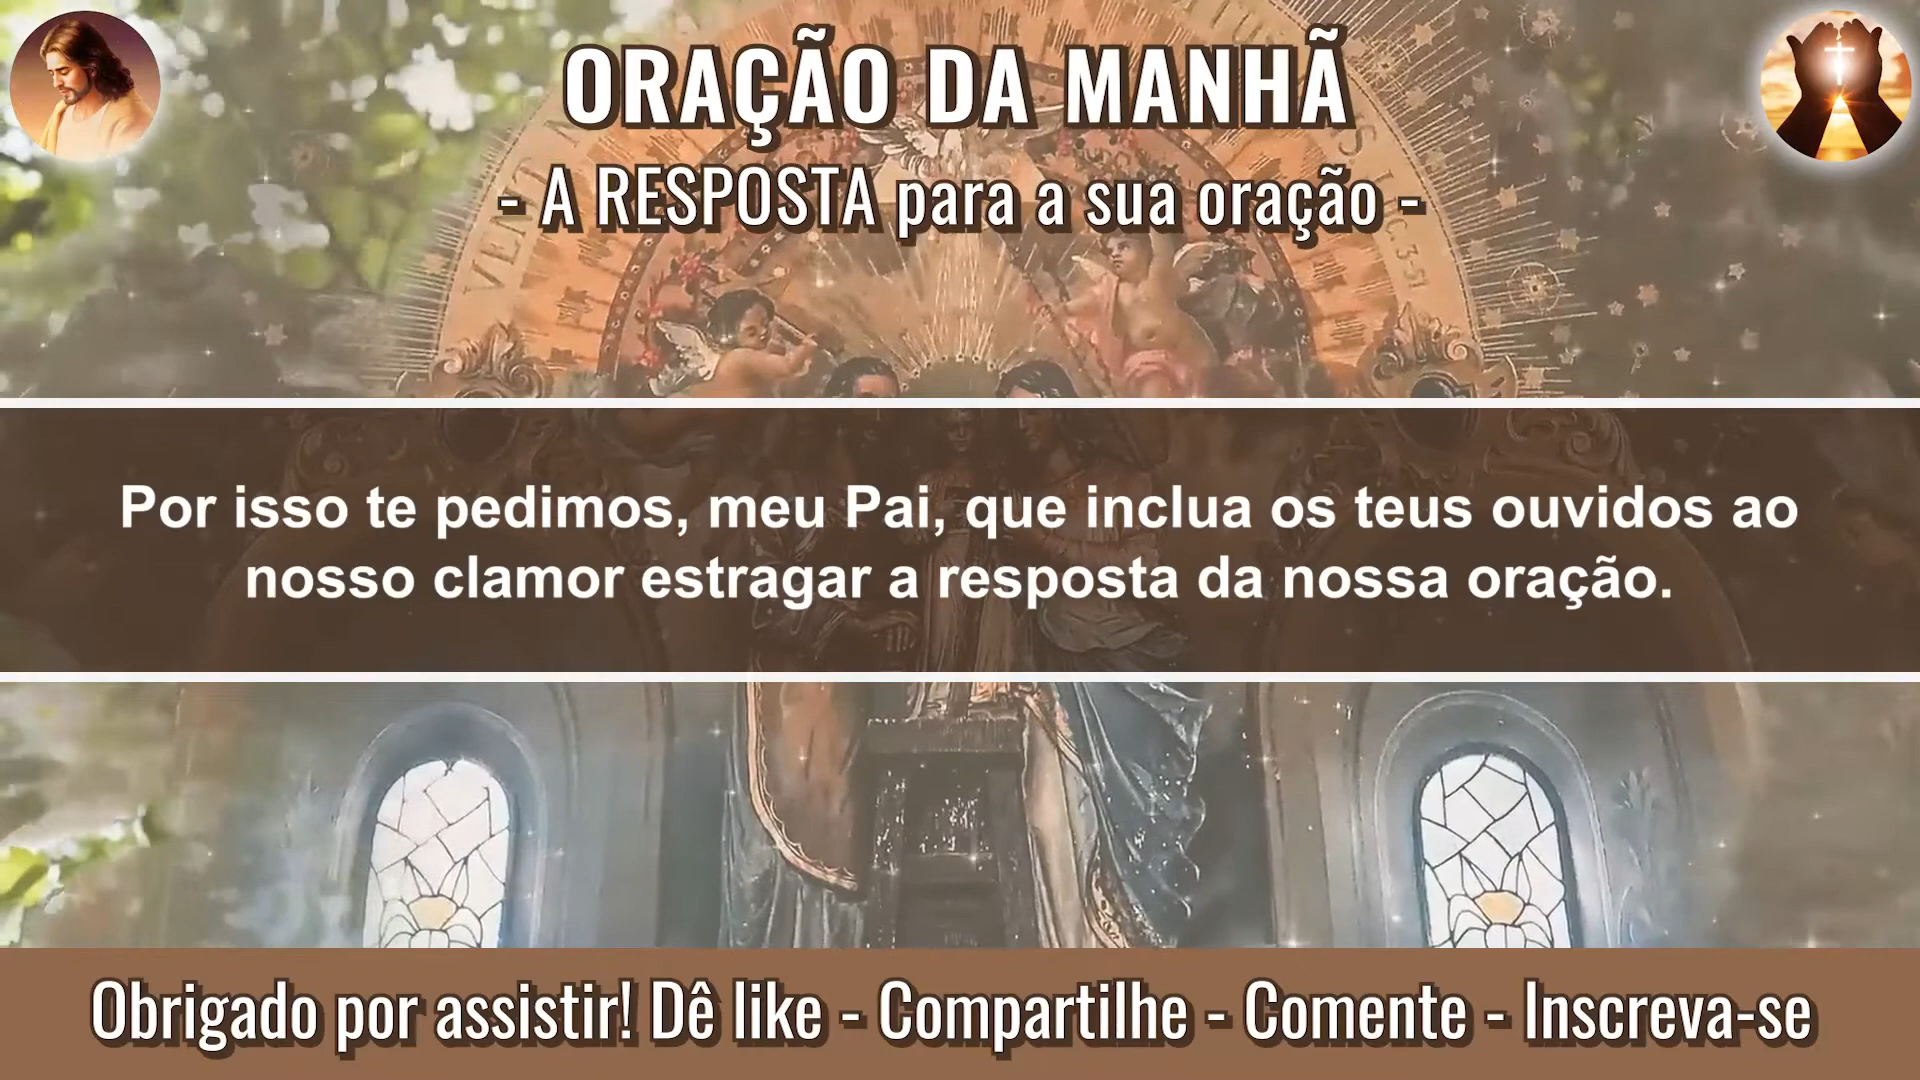 ORAÇÃO DA MANHÃ
- A RESPOSTA para a sua oração -
Por isso te pedimos, meu Pai, que inclua os teus ouvidos ao
nosso clamor estragar a resposta da nossa oração.
Obrigado por assistir! Dê like - Compartilhe - Comente - Inscreva-se